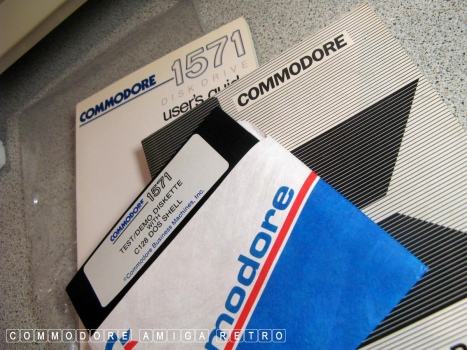 COMMODORE 1571
DISK DRIVE
user's guid
COMMODORE
COMMODORE 1571
TEST/DEMO DISKETTE
WITH
C128 DOS SHELL
©Commodore Business Machines, Inc.
modore
COMMODORE AMIGA RETRO